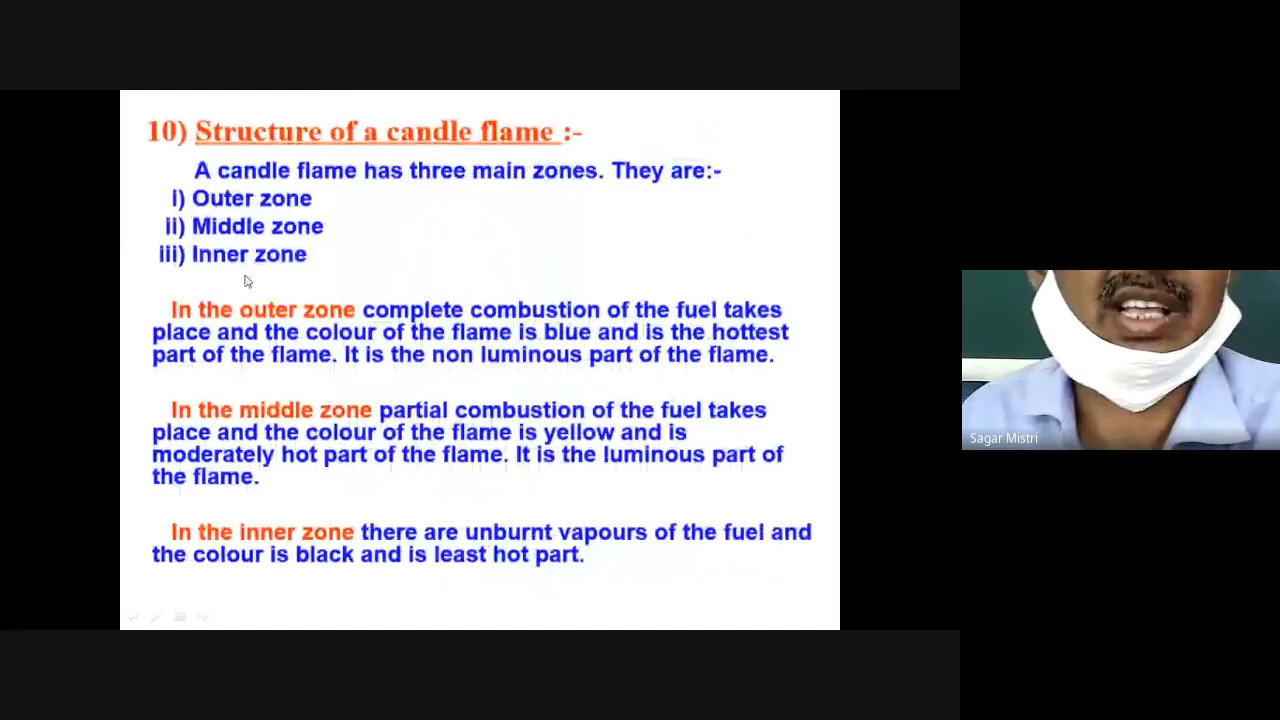 10) Structure of a candle flame :-
A candle flame has three main zones. They are:-
i) Outer zone
ii) Middle zone
iii) Inner zone
In the outer zone complete combustion of the fuel takes
place and the colour of the flame is blue and is the hottest
part of the flame. It is the non luminous part of the flame.
In the middle zone partial combustion of the fuel takes
place and the colour of the flame is yellow and is
moderately hot part of the flame. It is the luminous part of
the flame.
In the inner zone there are unburnt vapours of the fuel and
the colour is black and is least hot part.
Sagar Mistri